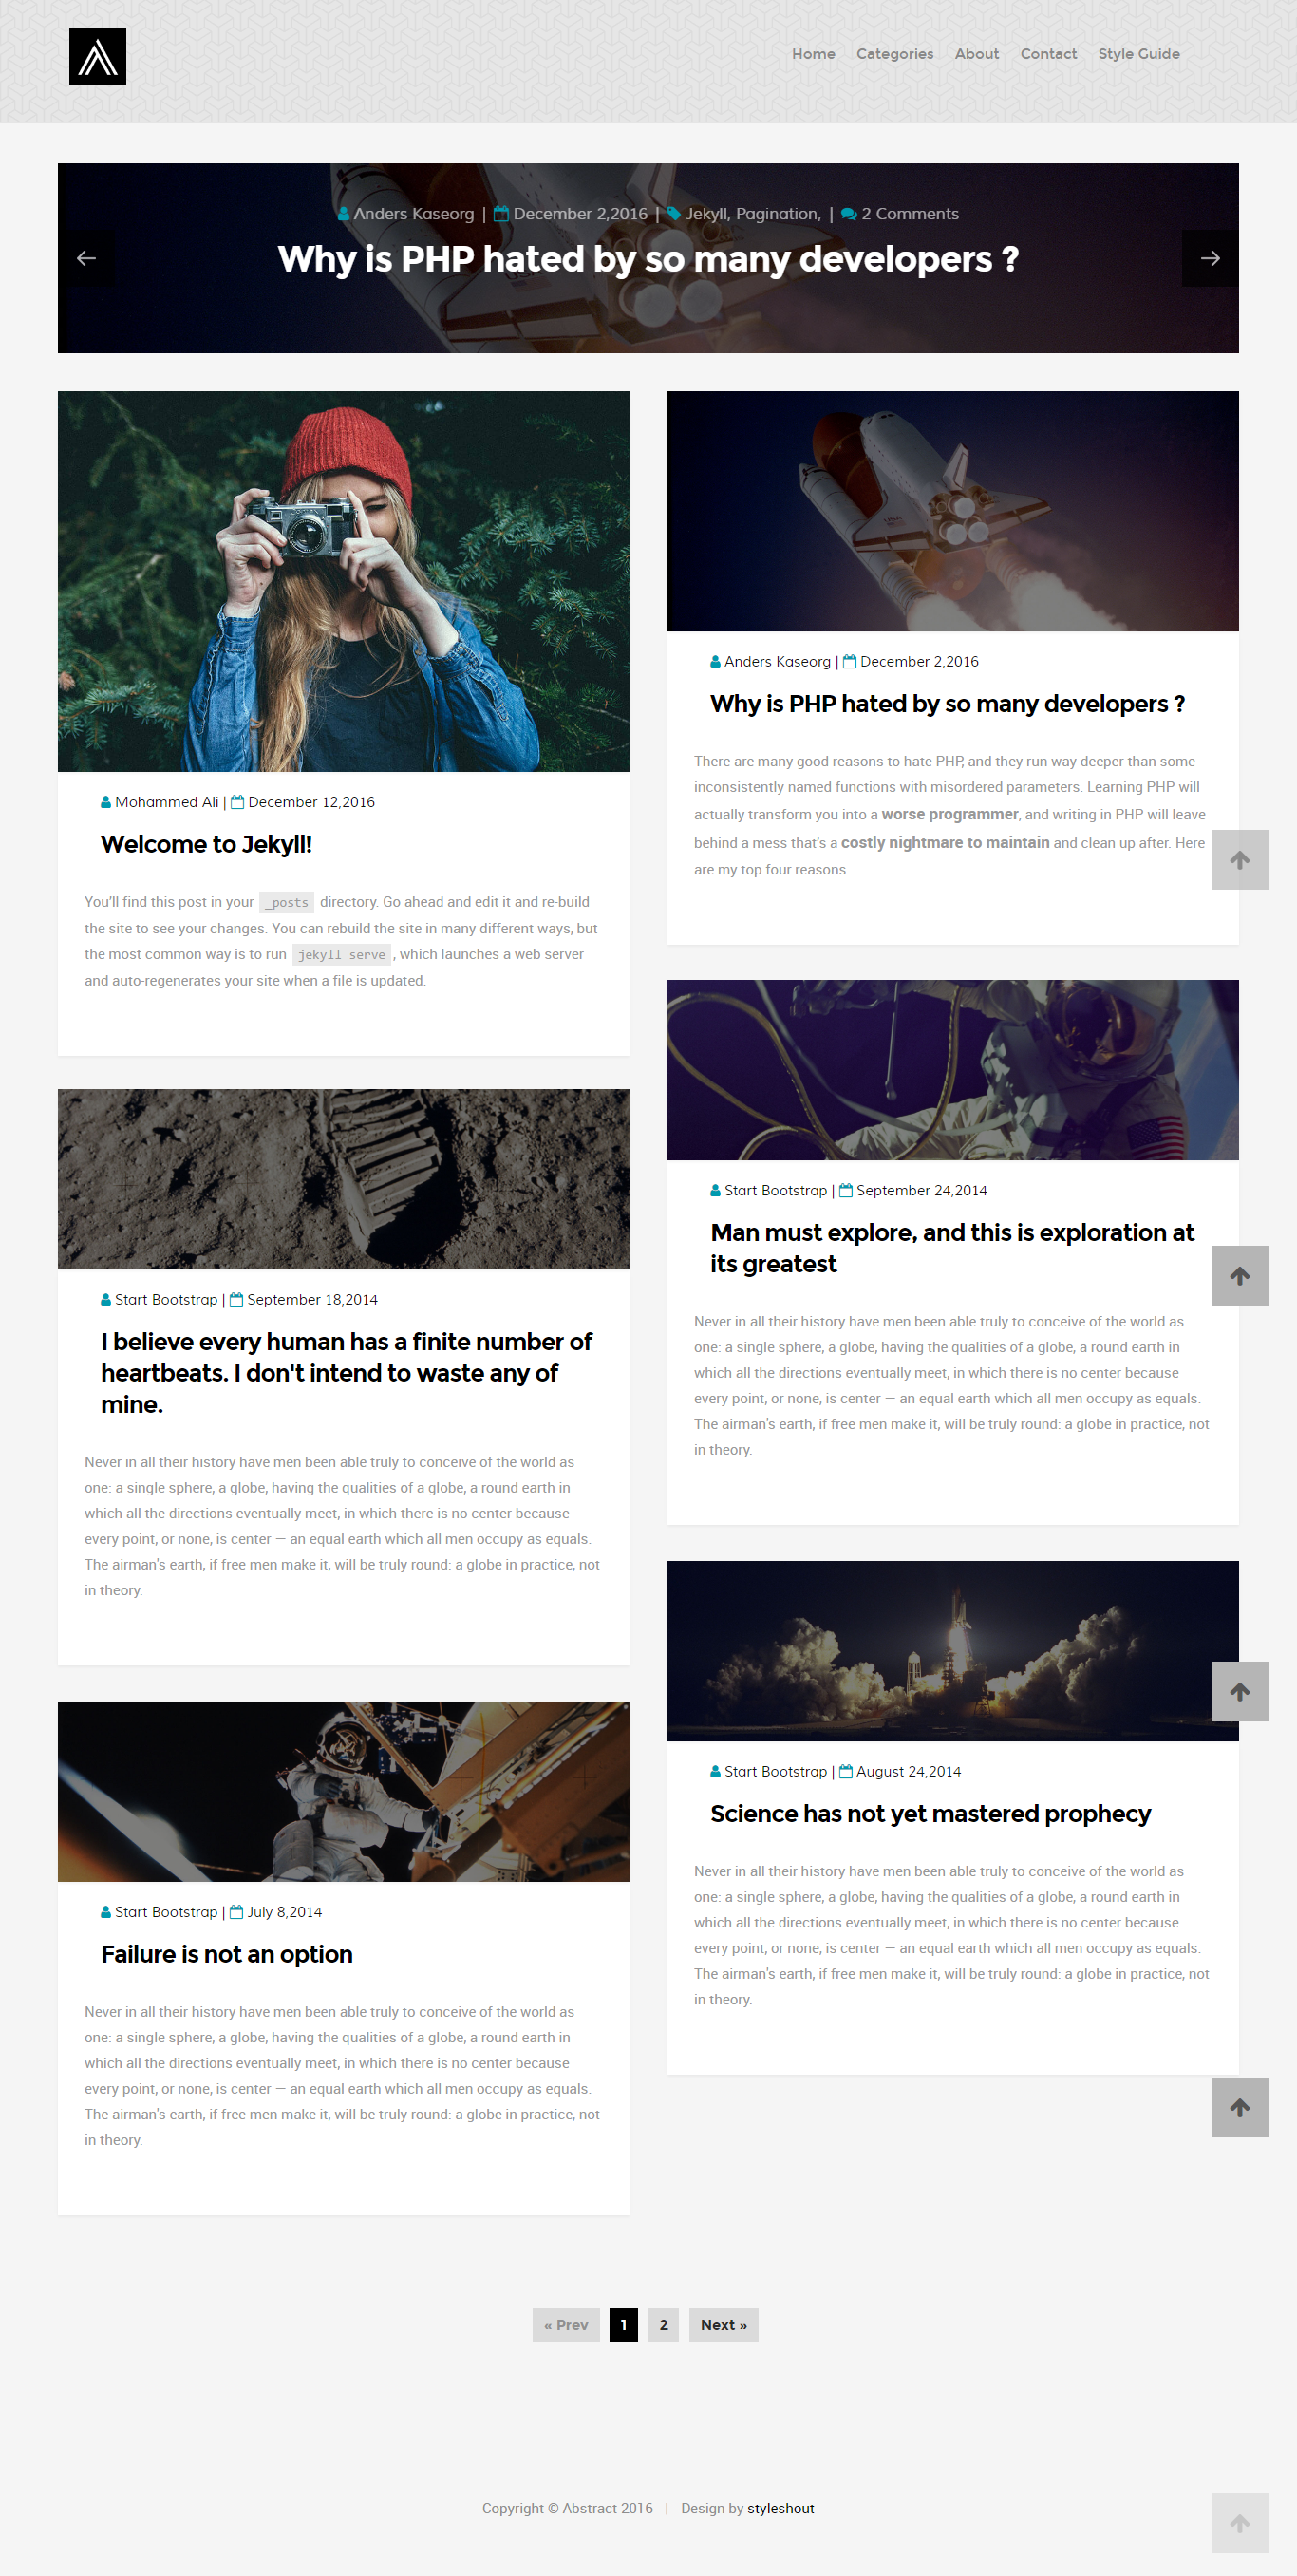 Home Categories About Contact Style Guide
Anders Kaseorg | December 2,2016 | Jekyll, Pagination, | 2 Comments
Why is PHP hated by so many developers ?
Mohammed Ali | December 12,2016
Welcome to Jekyll!
You'll find this post in your _posts directory. Go ahead and edit it and re-build
the site to see your changes. You can rebuild the site in many different ways, but
the most common way is to run jekyll serve , which launches a web server
and auto-regenerates your site when a file is updated.
Anders Kaseorg | December 2,2016
Why is PHP hated by so many developers ?
There are many good reasons to hate PHP, and they run way deeper than some
inconsistently named functions with misordered parameters. Learning PHP will
actually transform you into a worse programmer, and writing in PHP will leave
behind a mess that's a costly nightmare to maintain and clean up after. Here
are my top four reasons.
Start Bootstrap | September 24,2014
Man must explore, and this is exploration at
its greatest
Never in all their history have men been able truly to conceive of the world as
one: a single sphere, a globe, having the qualities of a globe, a round earth in
which all the directions eventually meet, in which there is no center because
every point, or none, is center — an equal earth which all men occupy as equals.
The airman's earth, if free men make it, will be truly round: a globe in practice, not
in theory.
Start Bootstrap | September 18,2014
I believe every human has a finite number of
heartbeats. I don't intend to waste any of
mine.
Never in all their history have men been able truly to conceive of the world as
one: a single sphere, a globe, having the qualities of a globe, a round earth in
which all the directions eventually meet, in which there is no center because
every point, or none, is center — an equal earth which all men occupy as equals.
The airman's earth, if free men make it, will be truly round: a globe in practice, not
in theory.
Start Bootstrap | August 24,2014
Science has not yet mastered prophecy
Never in all their history have men been able truly to conceive of the world as
one: a single sphere, a globe, having the qualities of a globe, a round earth in
which all the directions eventually meet, in which there is no center because
every point, or none, is center — an equal earth which all men occupy as equals.
The airman's earth, if free men make it, will be truly round: a globe in practice, not
in theory.
Start Bootstrap | July 8,2014
Failure is not an option
Never in all their history have men been able truly to conceive of the world as
one: a single sphere, a globe, having the qualities of a globe, a round earth in
which all the directions eventually meet, in which there is no center because
every point, or none, is center — an equal earth which all men occupy as equals.
The airman's earth, if free men make it, will be truly round: a globe in practice, not
in theory.
« Prev 1 2 Next »
Copyright © Abstract 2016 | Design by styleshout